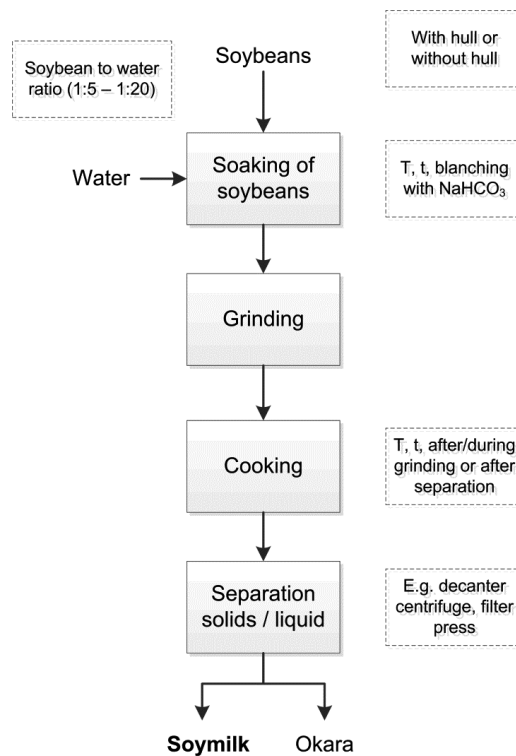 With hull or
without hull
Soybean to water
ratio (1:5 – 1:20)
Soybeans
Water
Soaking of
soybeans
T, t, blanching
with NaHCO₃
Grinding
Cooking
T, t, after/during
grinding or after
separation
Separation
solids / liquid
E.g. decanter
centrifuge, filter
press
Soymilk
Okara